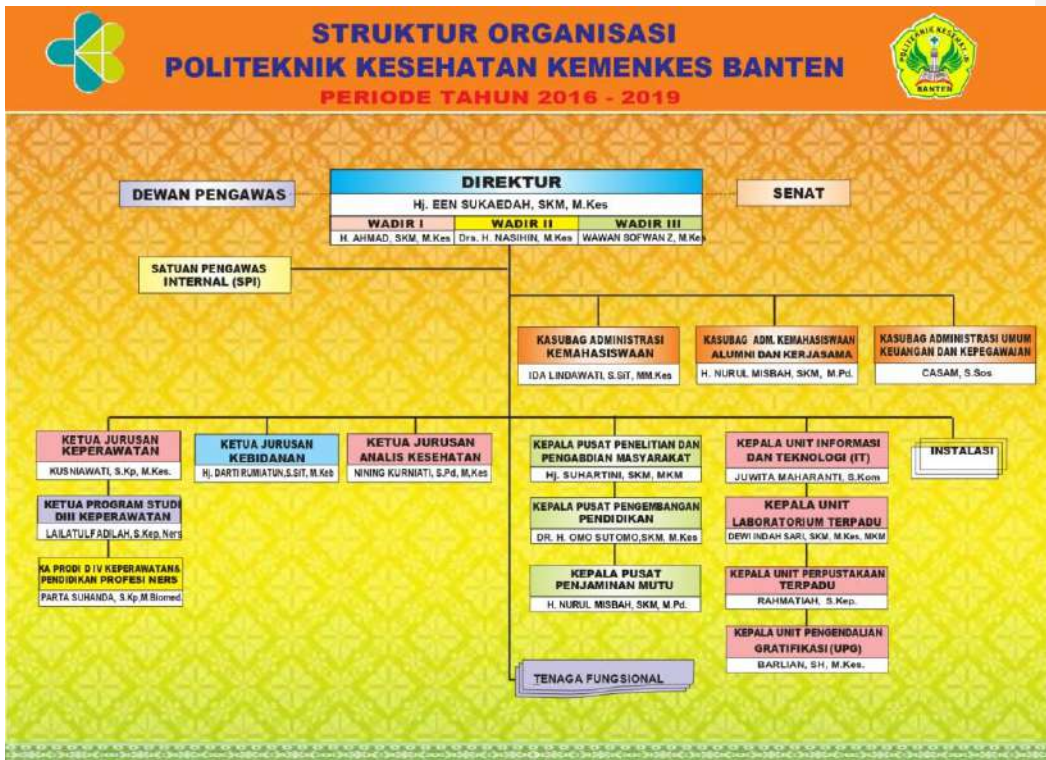 STRUKTUR ORGANISASI
POLITEKNIK KESEHATAN KEMENKES BANTEN
PERIODE TAHUN 2016 - 2019
POLITEKNIK KESEHATAN
BANTEN
DEWAN PENGAWAS
DIREKTUR
Hj. EEN SUKAEDAH, SKM, M.Kes
SENAT
WADIR I
H. AHMAD, SKM, M.Kes
WADIR II
Drs. H. NASIHIN, M.Kes
WADIR III
WAWAN SOFWAN Z, M.Kes
SATUAN PENGAWAS
INTERNAL (SPI)
KASUBAG ADMINISTRASI
KEMAHASISWAAN
IDA LINDAWATI, S.SiT, MM.Kes
KASUBAG ADM. KEMAHASISWAAN
ALUMNI DAN KERJASAMA
H. NURUL MISBAH, SKM, M.Pd.
KASUBAG ADMINISTRASI UMUM
KEUANGAN DAN KEPEGAWAIAN
CASAM, S.Sos
KETUA JURUSAN
KEPERAWATAN
KUSNIAWATI, S.Kp, M.Kes.
KETUA PROGRAM STUDI
DIII KEPERAWATAN
LAILATULFADILAH, S.Kep, Ners
KA PRODI D IV KEPERAWATAN&
PENDIDIKAN PROFESI NERS
PARTA SUHANDA, S.Kp,M.Biomed.
KETUA JURUSAN
KEBIDANAN
Hj. DARTI RUMIATUN,S.SIT, M.Keb
KETUA JURUSAN
ANALIS KESEHATAN
NINING KURNIATI, S.Pd, M,Kes
KEPALA PUSAT PENELITIAN DAN
PENGABDIAN MASYARAKAT
Hj. SUHARTINI, SKM, MKM
KEPALA PUSAT PENGEMBANGAN
PENDIDIKAN
DR. H. OMO SUTOMO,SKM, M.Kes
KEPALA PUSAT
PENJAMINAN MUTU
H. NURUL MISBAH, SKM, M.Pd.
KEPALA UNIT INFORMASI
DAN TEKNOLOGI (IT)
JUWITA MAHARANTI, S.Kom
KEPALA UNIT
LABORATORIUM TERPADU
DEWI INDAH SARI, SKM, M.Kes, MKM
KEPALA UNIT PERPUSTAKAAN
TERPADU
RAHMATIAH, S.Kep.
KEPALA UNIT PENGENDALIAN
GRATIFIKASI (UPG)
BARLIAN, SH, M.Kes.
INSTALASI
TENAGA FUNGSIONAL